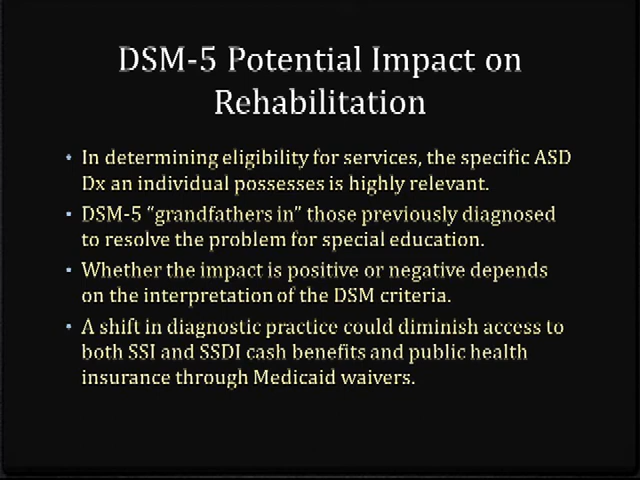 DSM-5 Potential Impact on
Rehabilitation
• In determining eligibility for services, the specific ASD
Dx an individual possesses is highly relevant.
• DSM-5 “grandfathers in” those previously diagnosed
to resolve the problem for special education.
• Whether the impact is positive or negative depends
on the interpretation of the DSM criteria.
• A shift in diagnostic practice could diminish access to
both SSI and SSDI cash benefits and public health
insurance through Medicaid waivers.